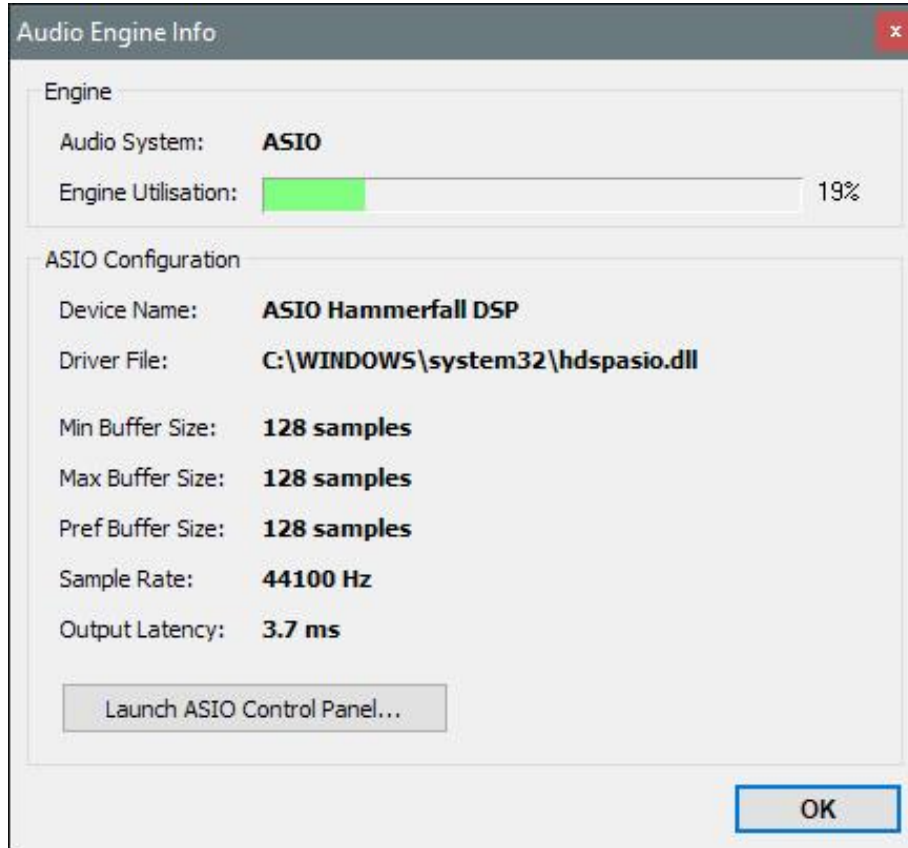 Audio Engine Info
x
Engine
Audio System: ASIO
Engine Utilisation: 19%
ASIO Configuration
Device Name: ASIO Hammerfall DSP
Driver File: C:\WINDOWS\system32\hdspasio.dll
Min Buffer Size: 128 samples
Max Buffer Size: 128 samples
Pref Buffer Size: 128 samples
Sample Rate: 44100 Hz
Output Latency: 3.7 ms
Launch ASIO Control Panel...
OK